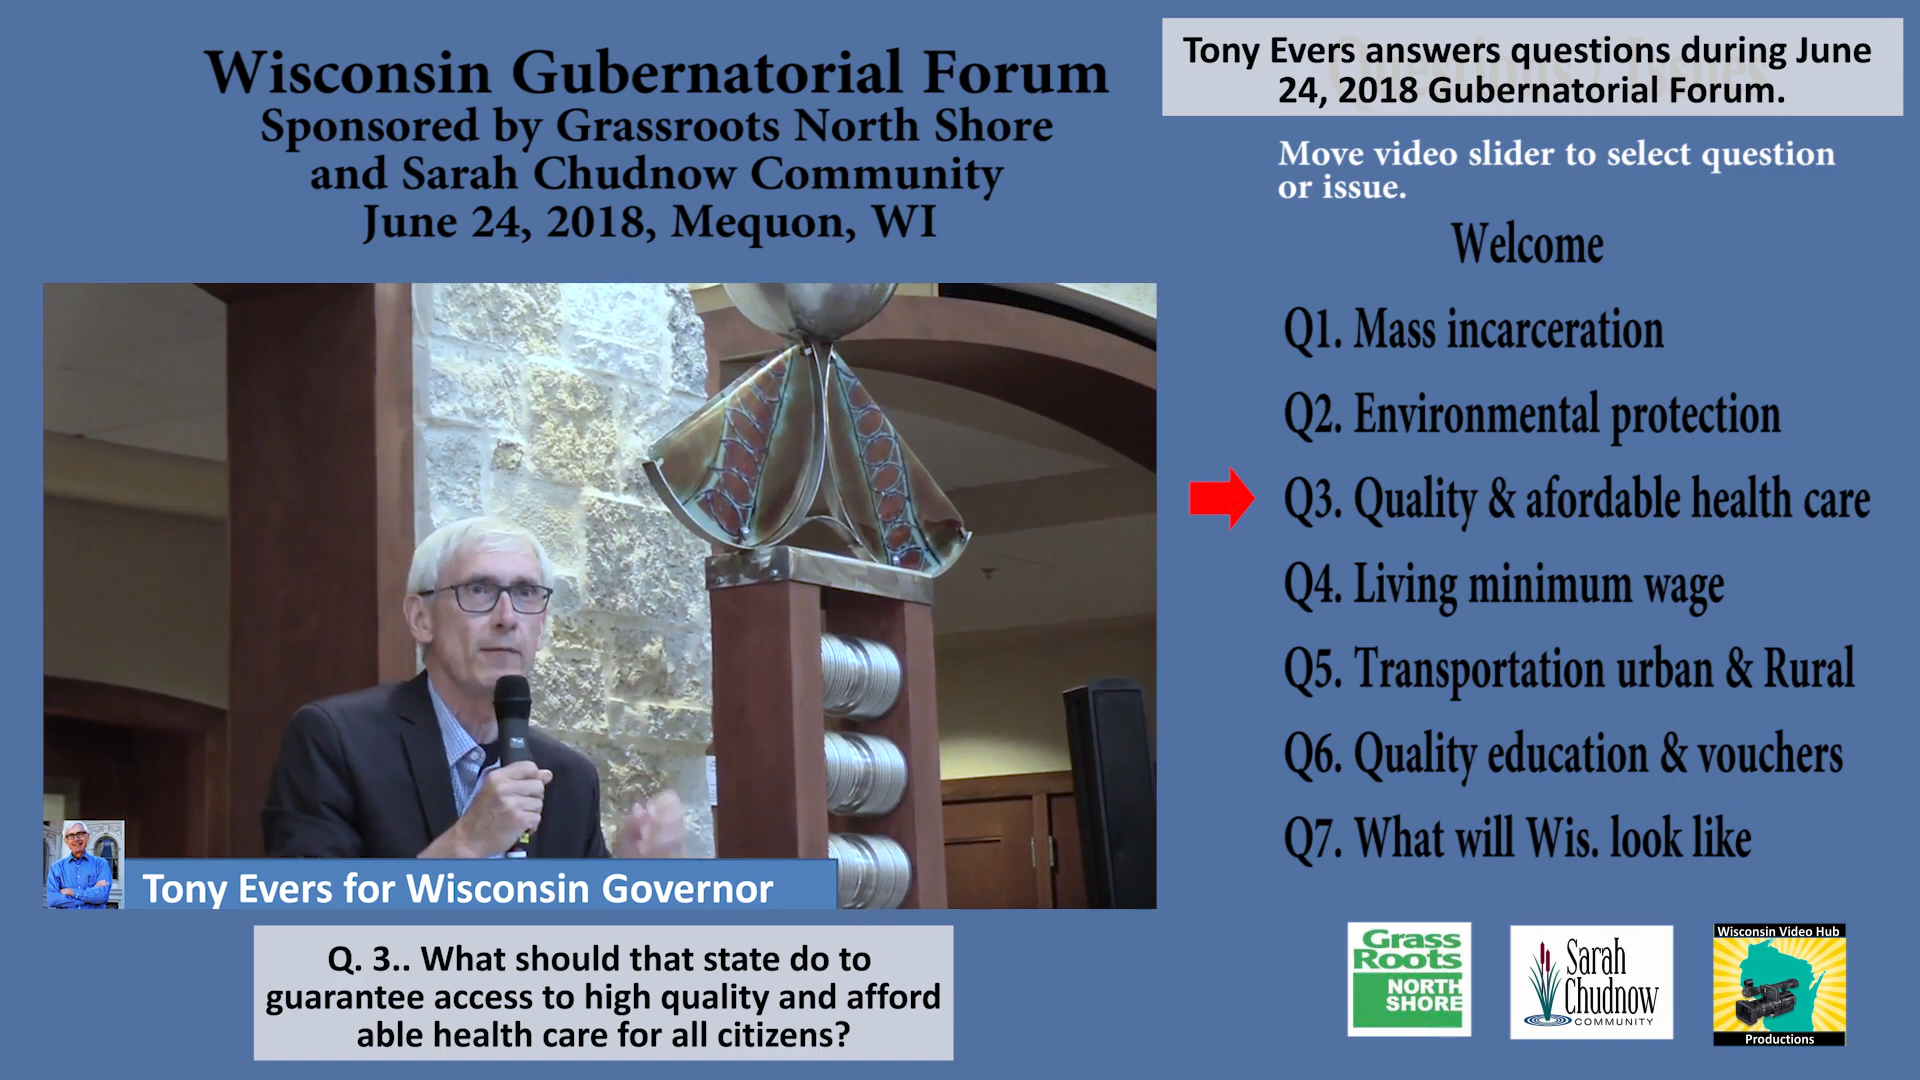 Wisconsin Gubernatorial Forum
Sponsored by Grassroots North Shore
and Sarah Chudnow Community
June 24, 2018, Mequon, WI
Tony Evers answers questions during June
24, 2018 Gubernatorial Forum.
Move video slider to select question
or issue.
Welcome
Q1. Mass incarceration
Q2. Environmental protection
Q3. Quality & afordable health care
Q4. Living minimum wage
Q5. Transportation urban & Rural
Q6. Quality education & vouchers
Q7. What will Wis. look like
Tony Evers for Wisconsin Governor
Q. 3.. What should that state do to
guarantee access to high quality and afford
able health care for all citizens?
Grass
Roots
NORTH
SHORE
Sarah
Chudnow
COMMUNITY
Wisconsin Video Hub
Productions